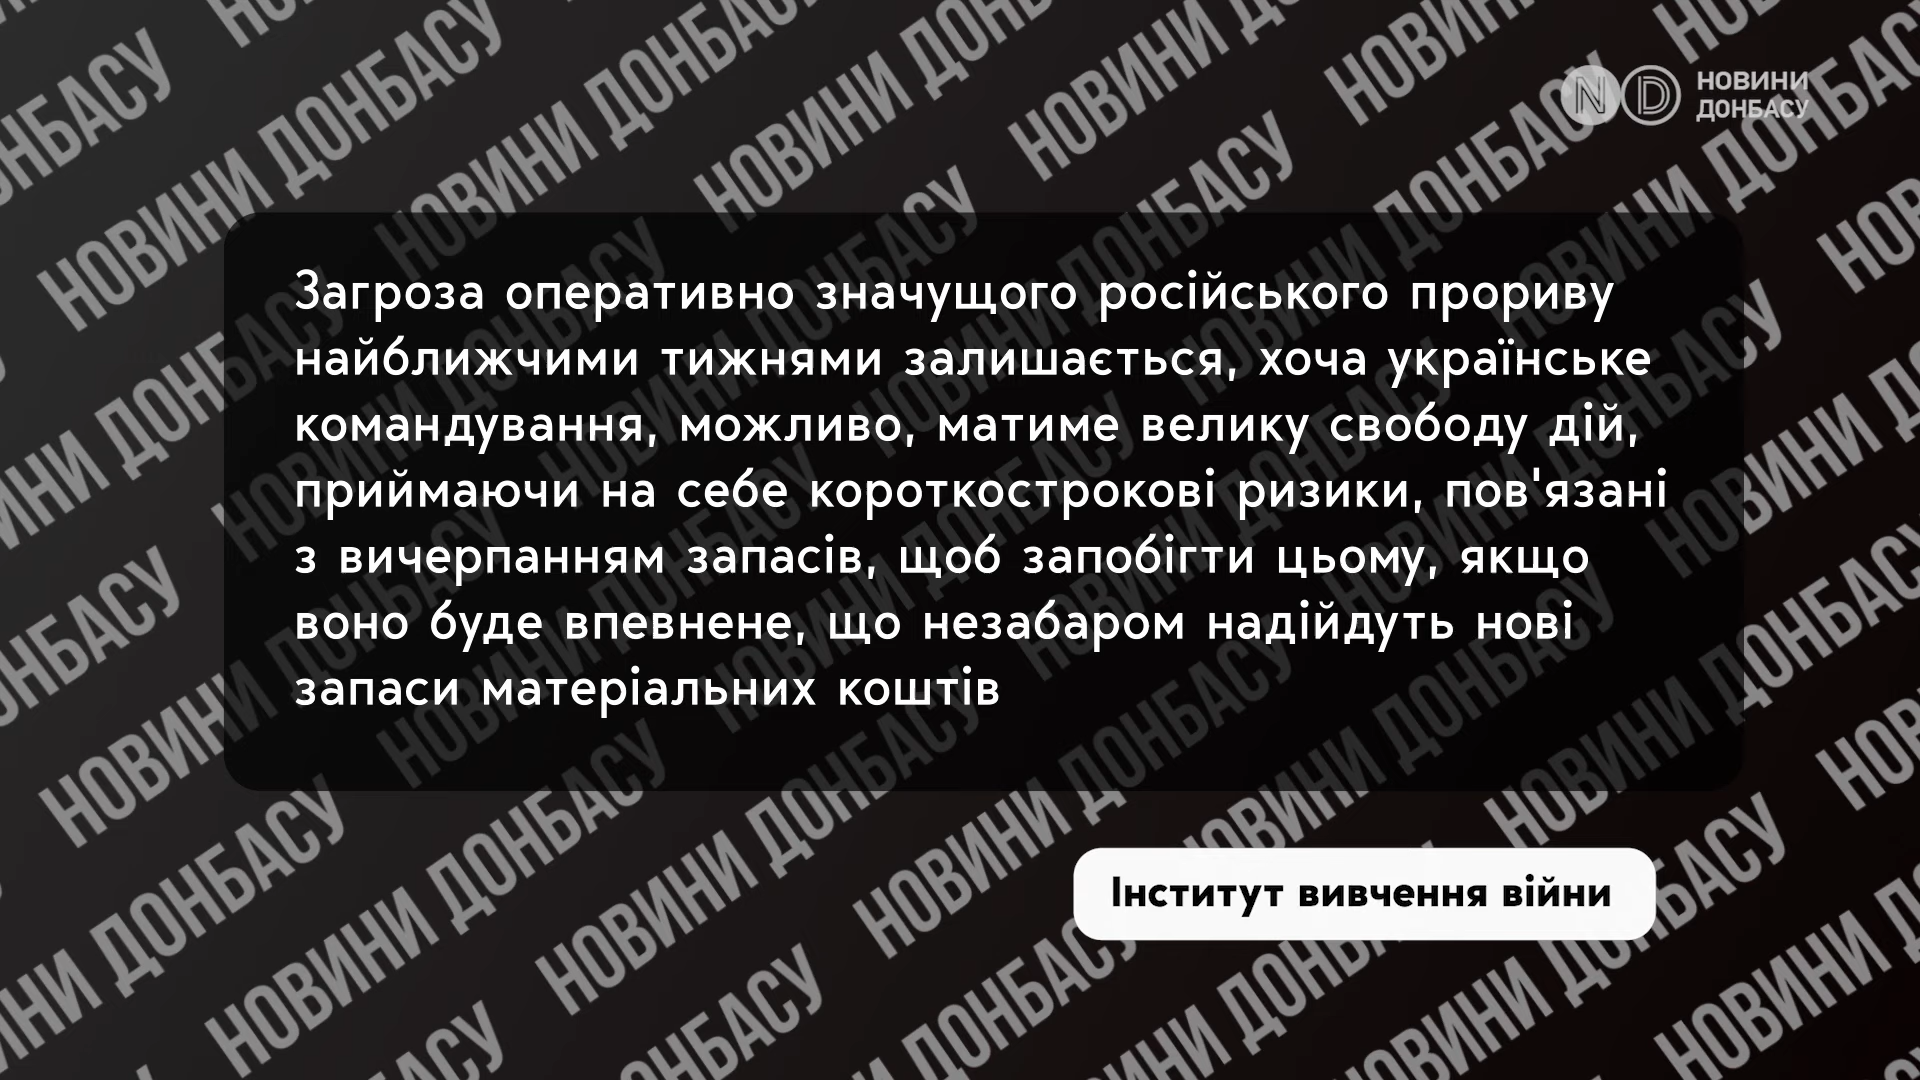 НОВИНИ
ДОНБАСУ
Загроза оперативно значущого російського прориву
найближчими тижнями залишається, хоча українське
командування, можливо, матиме велику свободу дій,
приймаючи на себе короткострокові ризики, пов'язані
з вичерпанням запасів, щоб запобігти цьому, якщо
воно буде впевнене, що незабаром надійдуть нові
запаси матеріальних коштів
Інститут вивчення війни